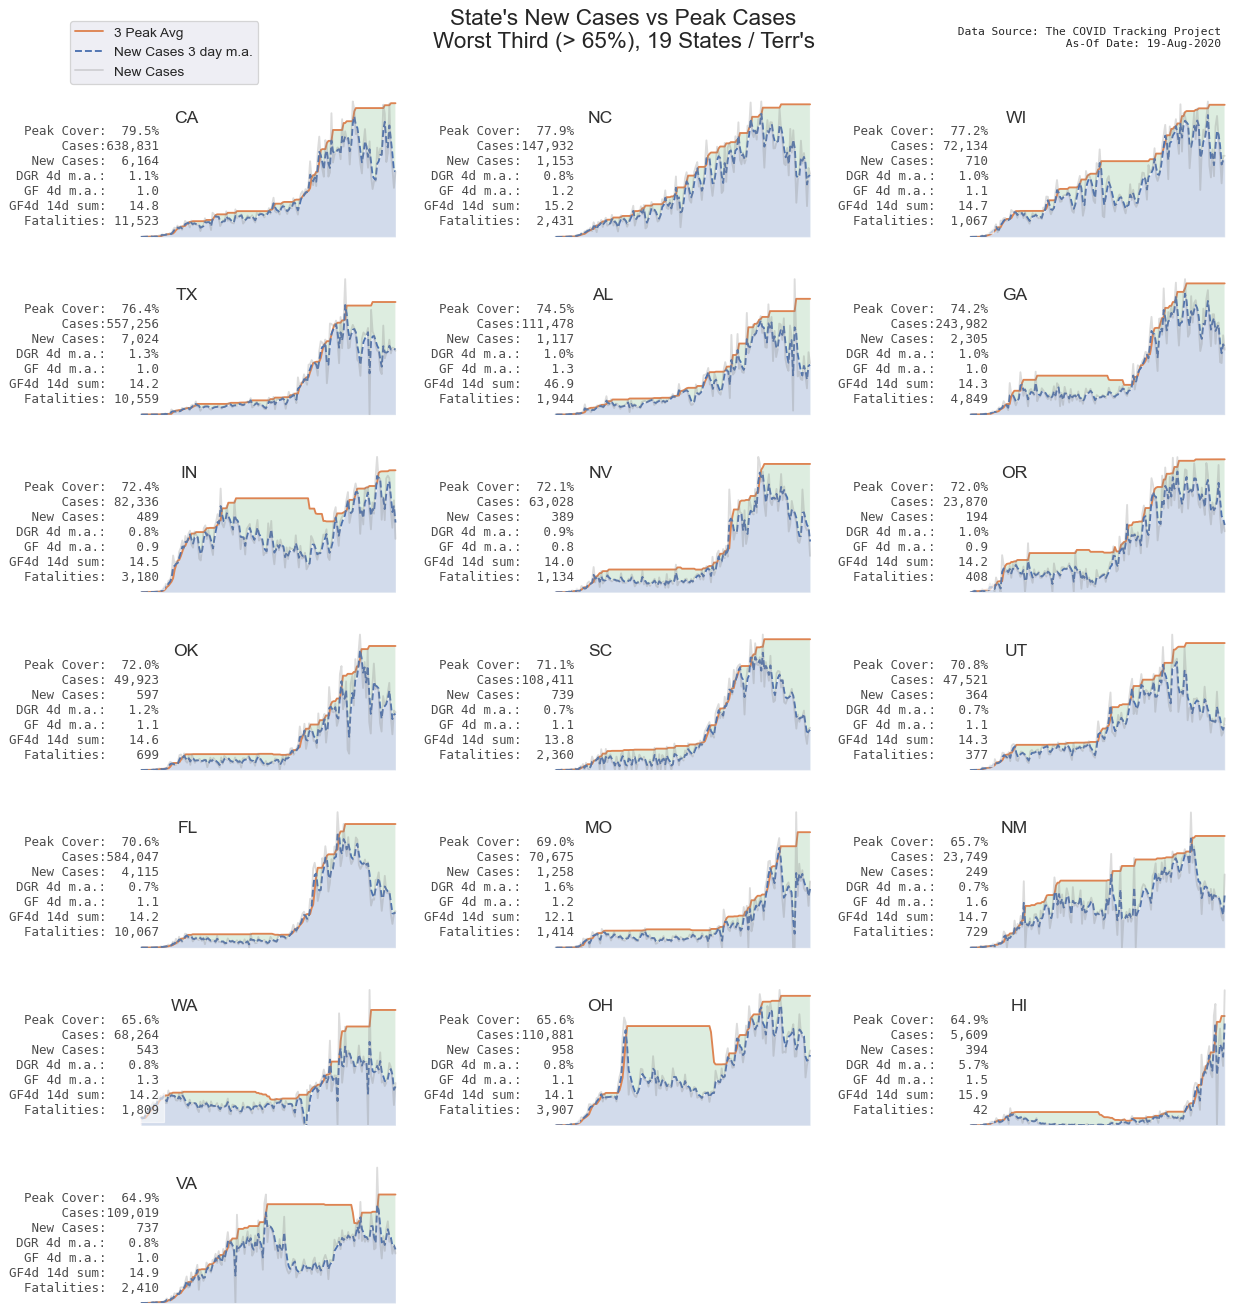 State's New Cases vs Peak Cases
Worst Third (> 65%), 19 States / Terr's
3 Peak Avg
New Cases 3 day m.a.
New Cases
Data Source: The COVID Tracking Project
As-Of Date: 19-Aug-2020
CA
Peak Cover: 79.5%
Cases:638,831
New Cases: 6,164
DGR 4d m.a.: 1.1%
GF 4d m.a.: 1.0
GF4d 14d sum: 14.8
Fatalities: 11,523
NC
Peak Cover: 77.9%
Cases:147,932
New Cases: 1,153
DGR 4d m.a.: 0.8%
GF 4d m.a.: 1.2
GF4d 14d sum: 15.2
Fatalities: 2,431
WI
Peak Cover: 77.2%
Cases: 72,134
New Cases: 710
DGR 4d m.a.: 1.0%
GF 4d m.a.: 1.1
GF4d 14d sum: 14.7
Fatalities: 1,067
TX
Peak Cover: 76.4%
Cases:557,256
New Cases: 7,024
DGR 4d m.a.: 1.3%
GF 4d m.a.: 1.0
GF4d 14d sum: 14.2
Fatalities: 10,559
AL
Peak Cover: 74.5%
Cases:111,478
New Cases: 1,117
DGR 4d m.a.: 1.0%
GF 4d m.a.: 1.3
GF4d 14d sum: 46.9
Fatalities: 1,944
GA
Peak Cover: 74.2%
Cases:243,982
New Cases: 2,305
DGR 4d m.a.: 1.0%
GF 4d m.a.: 1.0
GF4d 14d sum: 14.3
Fatalities: 4,849
IN
Peak Cover: 72.4%
Cases: 82,336
New Cases: 489
DGR 4d m.a.: 0.8%
GF 4d m.a.: 0.9
GF4d 14d sum: 14.5
Fatalities: 3,180
NV
Peak Cover: 72.1%
Cases: 63,028
New Cases: 389
DGR 4d m.a.: 0.9%
GF 4d m.a.: 0.8
GF4d 14d sum: 14.0
Fatalities: 1,134
OR
Peak Cover: 72.0%
Cases: 23,870
New Cases: 194
DGR 4d m.a.: 1.0%
GF 4d m.a.: 0.9
GF4d 14d sum: 14.2
Fatalities: 408
OK
Peak Cover: 72.0%
Cases: 49,923
New Cases: 597
DGR 4d m.a.: 1.2%
GF 4d m.a.: 1.1
GF4d 14d sum: 14.6
Fatalities: 699
SC
Peak Cover: 71.1%
Cases:108,411
New Cases: 739
DGR 4d m.a.: 0.7%
GF 4d m.a.: 1.1
GF4d 14d sum: 13.8
Fatalities: 2,360
UT
Peak Cover: 70.8%
Cases: 47,521
New Cases: 364
DGR 4d m.a.: 0.7%
GF 4d m.a.: 1.1
GF4d 14d sum: 14.3
Fatalities: 377
FL
Peak Cover: 70.6%
Cases:584,047
New Cases: 4,115
DGR 4d m.a.: 0.7%
GF 4d m.a.: 1.1
GF4d 14d sum: 14.2
Fatalities: 10,067
MO
Peak Cover: 69.0%
Cases: 70,675
New Cases: 1,258
DGR 4d m.a.: 1.6%
GF 4d m.a.: 1.2
GF4d 14d sum: 12.1
Fatalities: 1,414
NM
Peak Cover: 65.7%
Cases: 23,749
New Cases: 249
DGR 4d m.a.: 0.7%
GF 4d m.a.: 1.6
GF4d 14d sum: 14.7
Fatalities: 729
WA
Peak Cover: 65.6%
Cases: 68,264
New Cases: 543
DGR 4d m.a.: 0.8%
GF 4d m.a.: 1.3
GF4d 14d sum: 14.2
Fatalities: 1,809
OH
Peak Cover: 65.6%
Cases:110,881
New Cases: 958
DGR 4d m.a.: 0.8%
GF 4d m.a.: 1.1
GF4d 14d sum: 14.1
Fatalities: 3,907
HI
Peak Cover: 64.9%
Cases: 5,609
New Cases: 394
DGR 4d m.a.: 5.7%
GF 4d m.a.: 1.5
GF4d 14d sum: 15.9
Fatalities: 42
VA
Peak Cover: 64.9%
Cases:109,019
New Cases: 737
DGR 4d m.a.: 0.8%
GF 4d m.a.: 1.0
GF4d 14d sum: 14.9
Fatalities: 2,410